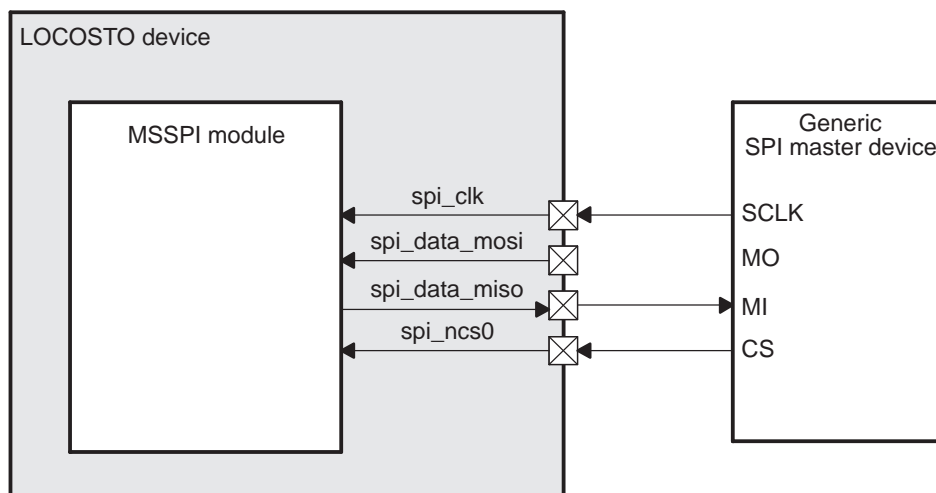 LOCOSTO device
MSSPI module
Generic
SPI master device
spi_clk
SCLK
spi_data_mosi
MO
spi_data_miso
MI
spi_ncs0
CS